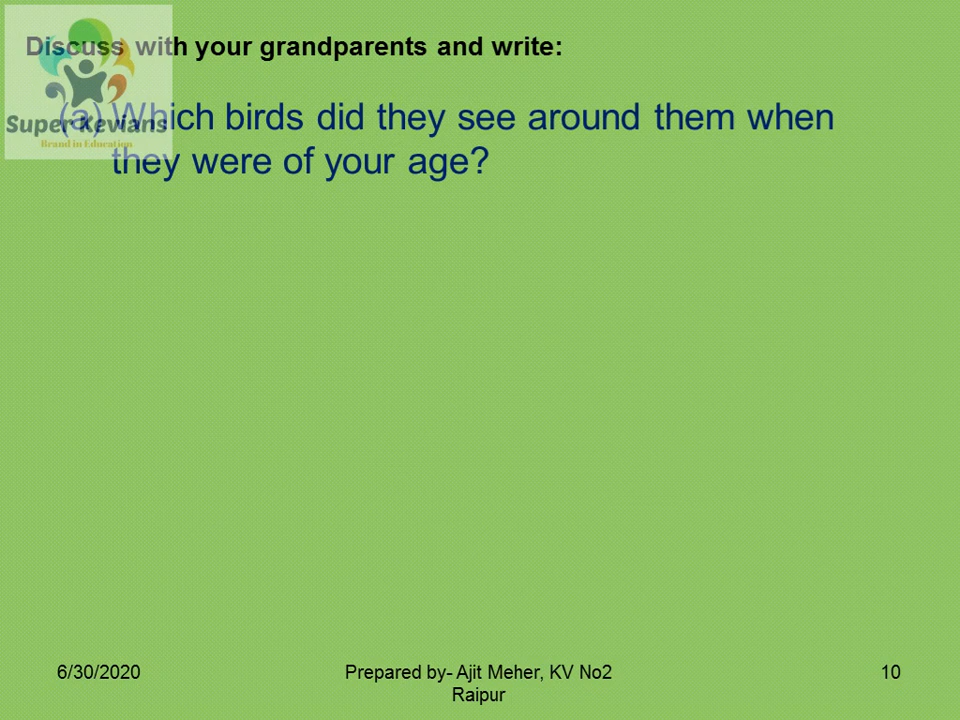 Discuss with your grandparents and write:
Super Kevians
Brand in Education
(a) Which birds did they see around them when
they were of your age?
6/30/2020
Prepared by- Ajit Meher, KV No2
Raipur
10